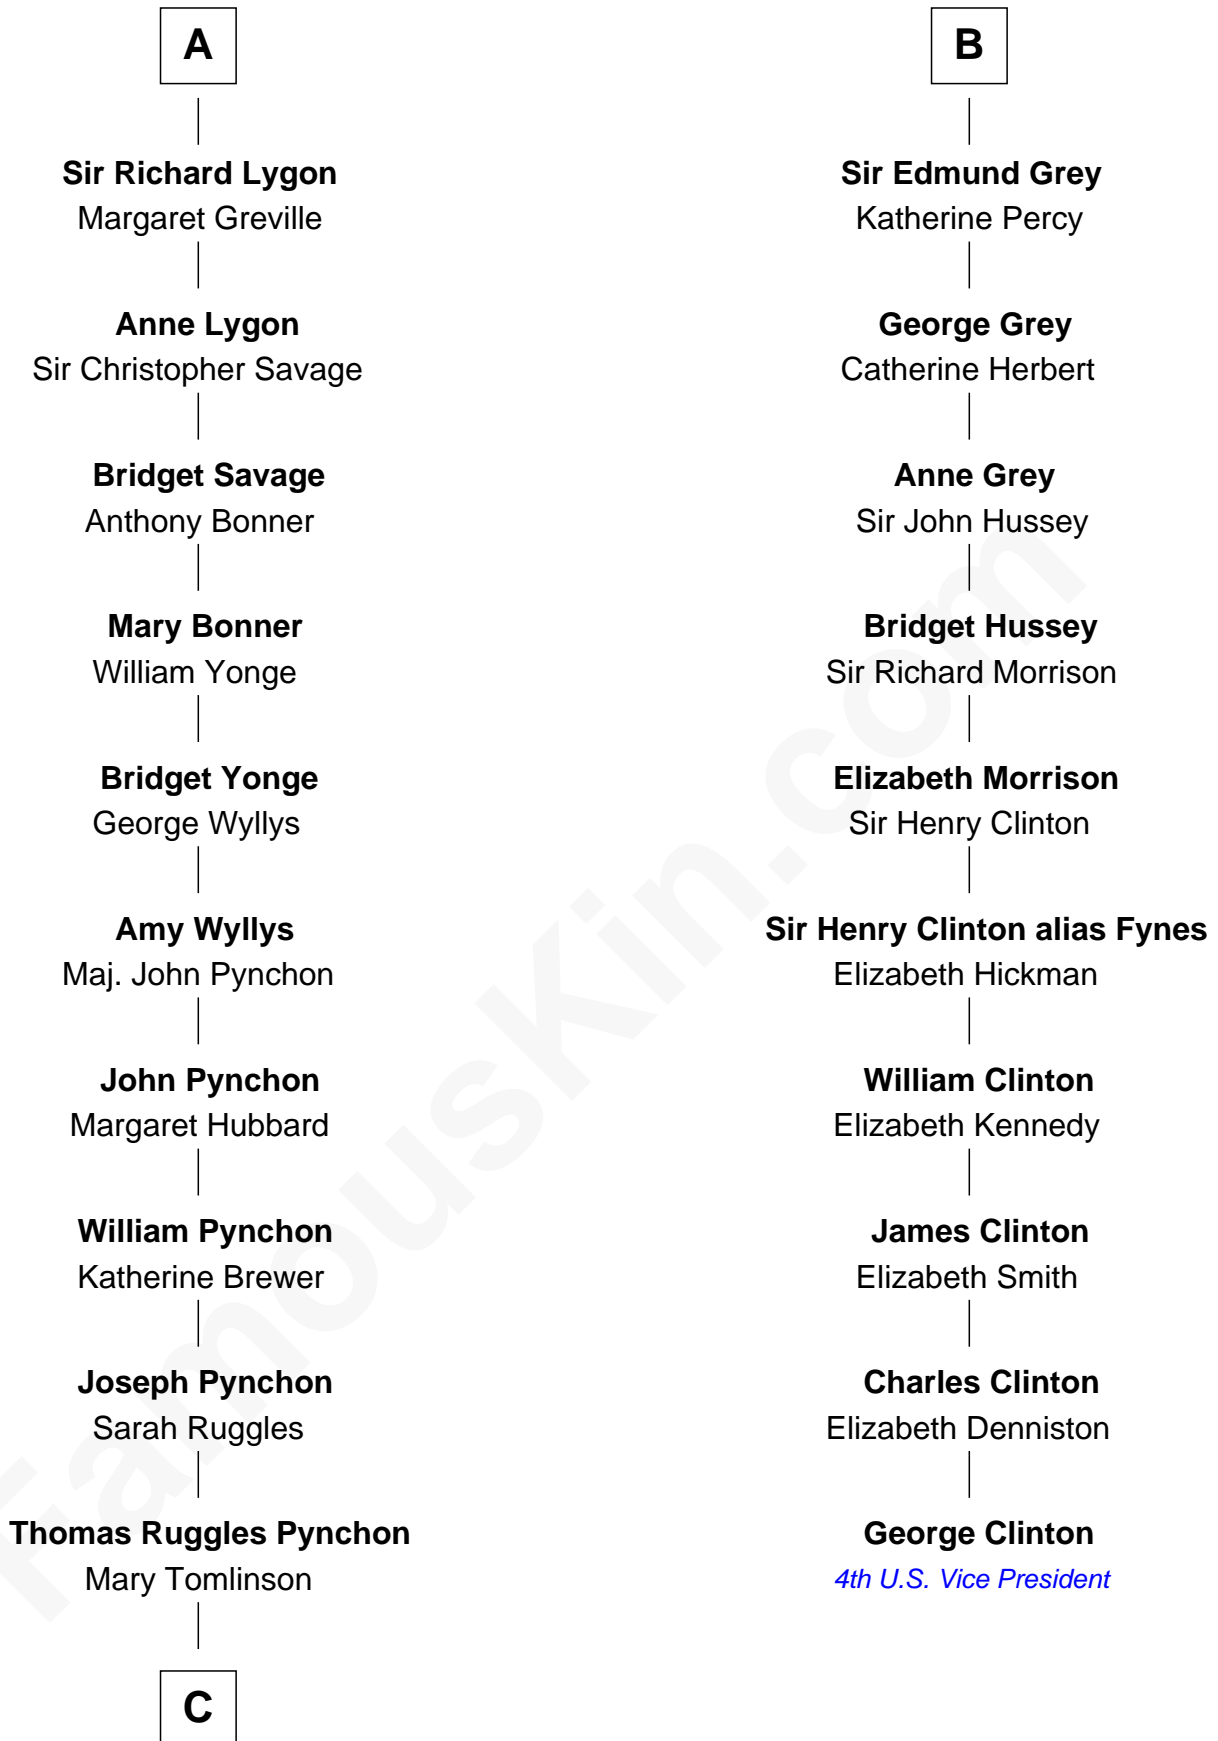 A
Sir Richard Lygon
Margaret Greville
Anne Lygon
Sir Christopher Savage
Bridget Savage
Anthony Bonner
Mary Bonner
William Yonge
Bridget Yonge
George Wyllys
Amy Wyllys
Maj. John Pynchon
John Pynchon
Margaret Hubbard
William Pynchon
Katherine Brewer
Joseph Pynchon
Sarah Ruggles
Thomas Ruggles Pynchon
Mary Tomlinson
C
B
Sir Edmund Grey
Katherine Percy
George Grey
Catherine Herbert
Anne Grey
Sir John Hussey
Bridget Hussey
Sir Richard Morrison
Elizabeth Morrison
Sir Henry Clinton
Sir Henry Clinton alias Fynes
Elizabeth Hickman
William Clinton
Elizabeth Kennedy
James Clinton
Elizabeth Smith
Charles Clinton
Elizabeth Denniston
George Clinton
4th U.S. Vice President
FamousKin.com